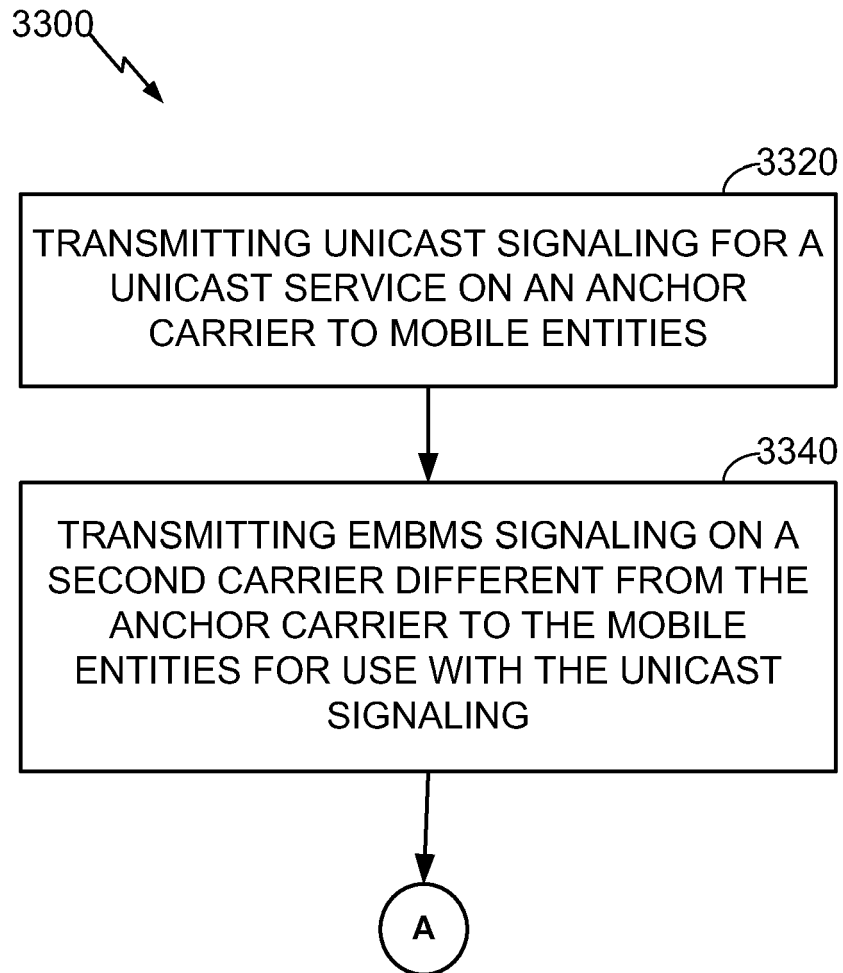 3300
3320
TRANSMITTING UNICAST SIGNALING FOR A
UNICAST SERVICE ON AN ANCHOR
CARRIER TO MOBILE ENTITIES
3340
TRANSMITTING EMBMS SIGNALING ON A
SECOND CARRIER DIFFERENT FROM THE
ANCHOR CARRIER TO THE MOBILE
ENTITIES FOR USE WITH THE UNICAST
SIGNALING
A